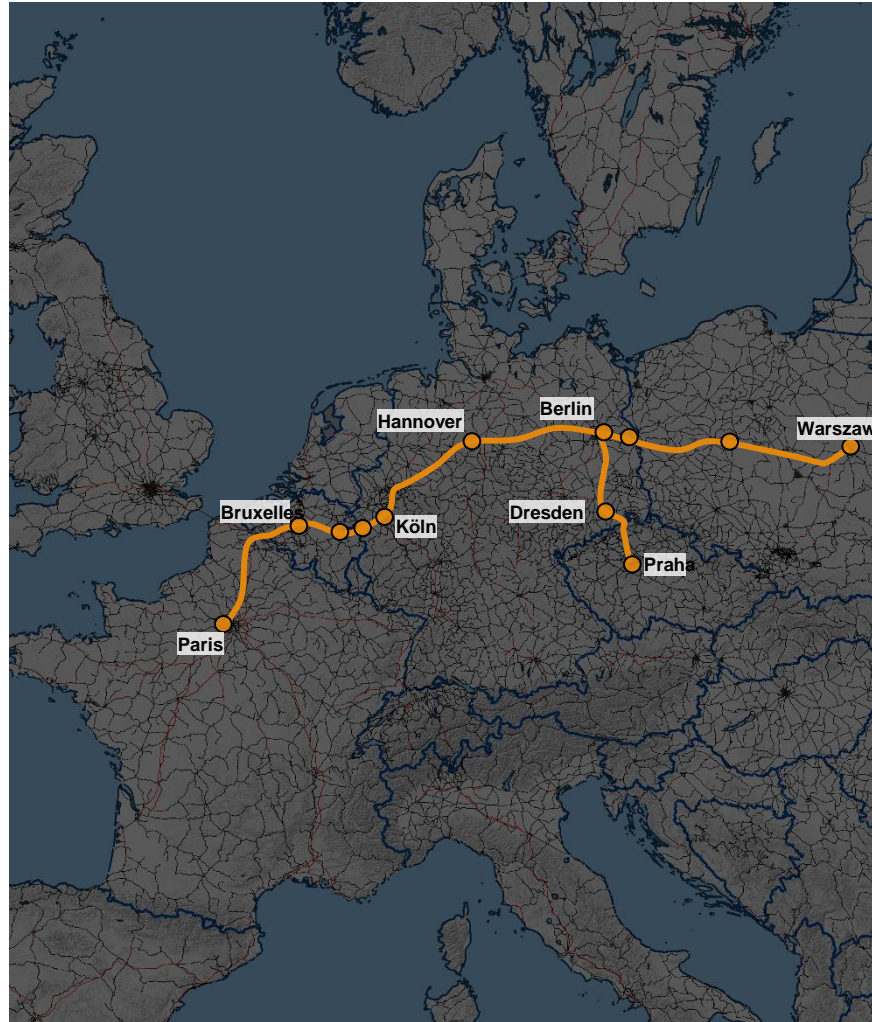 Berlin
Hannover
Warszaw
Bruxelles
Dresden
Köln
Praha
Paris